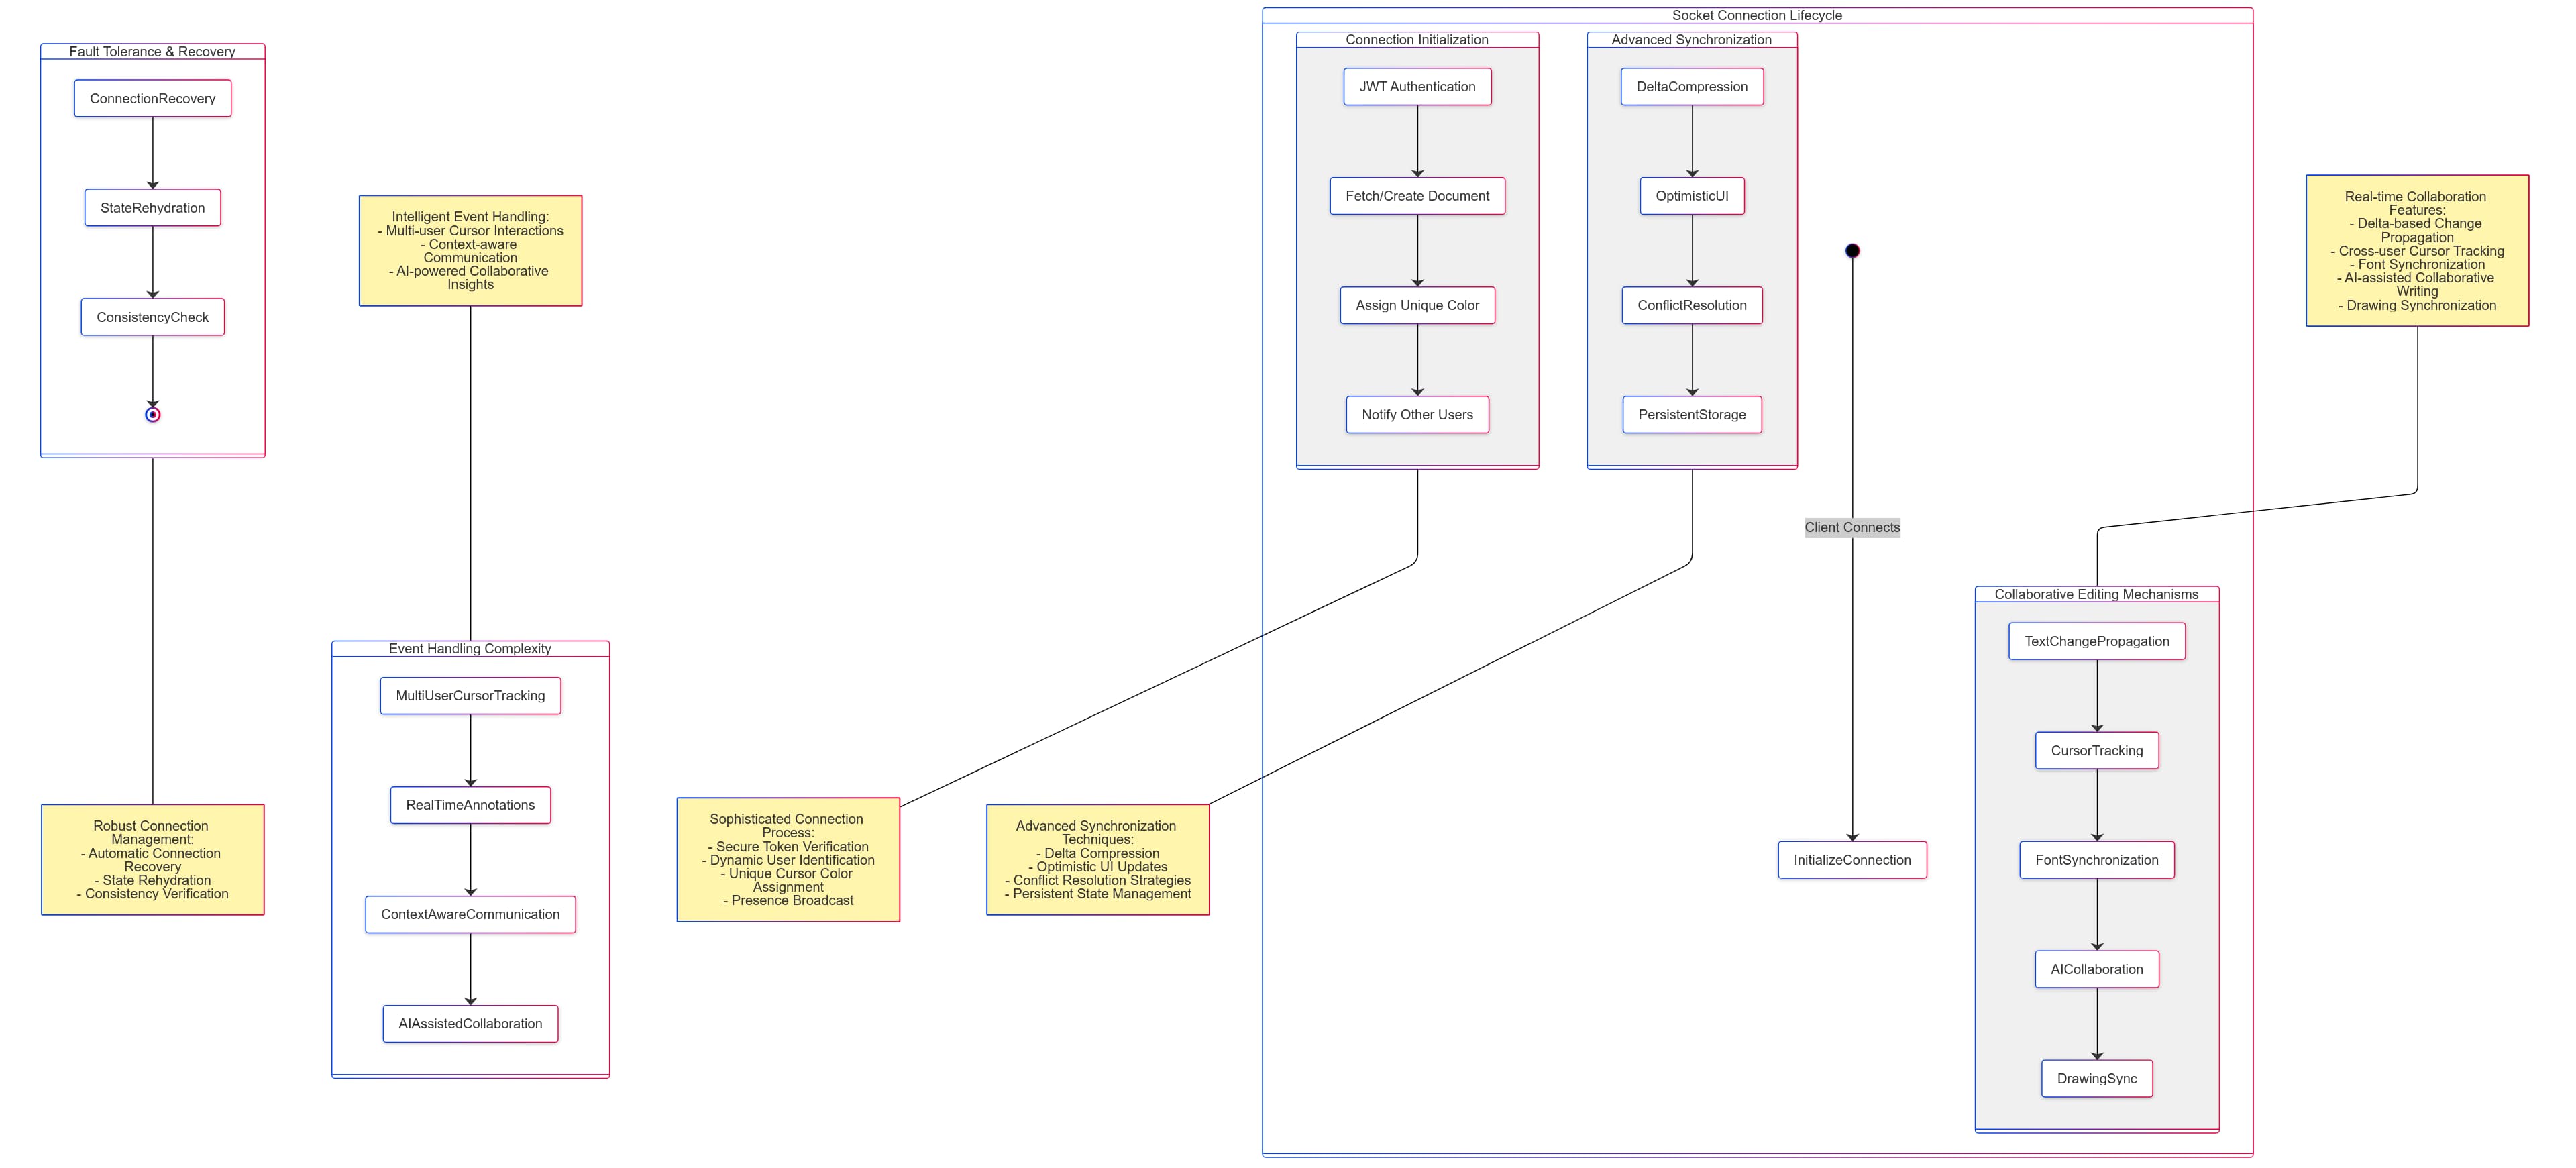 Socket Connection Lifecycle
Fault Tolerance & Recovery
ConnectionRecovery
StateRehydration
ConsistencyCheck
Robust Connection
Management:
- Automatic Connection
Recovery
- State Rehydration
- Consistency Verification
Intelligent Event Handling:
- Multi-user Cursor Interactions
- Context-aware
Communication
- AI-powered Collaborative
Insights
Event Handling Complexity
MultiUserCursorTracking
RealTimeAnnotations
ContextAwareCommunication
AIAssistedCollaboration
Sophisticated Connection
Process:
- Secure Token Verification
- Dynamic User Identification
- Unique Cursor Color
Assignment
- Presence Broadcast
Advanced Synchronization
Techniques:
- Delta Compression
- Optimistic UI Updates
- Conflict Resolution Strategies
- Persistent State Management
Connection Initialization
JWT Authentication
Fetch/Create Document
Assign Unique Color
Notify Other Users
Advanced Synchronization
DeltaCompression
OptimisticUI
ConflictResolution
PersistentStorage
Client Connects
InitializeConnection
Collaborative Editing Mechanisms
TextChangePropagation
CursorTracking
FontSynchronization
AICollaboration
DrawingSync
Real-time Collaboration
Features:
- Delta-based Change
Propagation
- Cross-user Cursor Tracking
- Font Synchronization
- AI-assisted Collaborative
Writing
- Drawing Synchronization